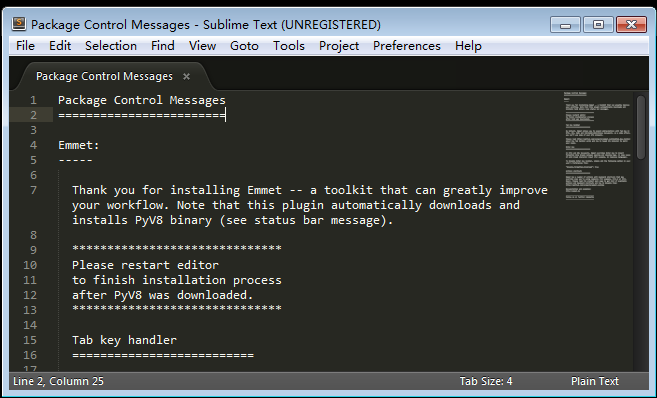 Package Control Messages - Sublime Text (UNREGISTERED)
File Edit Selection Find View Goto Tools Project Preferences Help
Package Control Messages ×
1 Package Control Messages
2 ========================
3
4 Emmet:
5 -----
6
7 Thank you for installing Emmet -- a toolkit that can greatly improve
your workflow. Note that this plugin automatically downloads and
installs PyV8 binary (see status bar message).
8
9 ******************************
10 Please restart editor
11 to finish installation process
12 after PyV8 was downloaded.
13 ******************************
14
15 Tab key handler
16 ==========================
17
Line 2, Column 25 Tab Size: 4 Plain Text